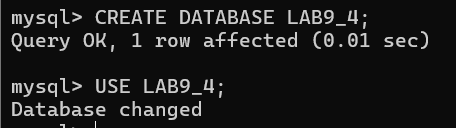 mysql> CREATE DATABASE LAB9_4;
Query OK, 1 row affected (0.01 sec)
mysql> USE LAB9_4;
Database changed